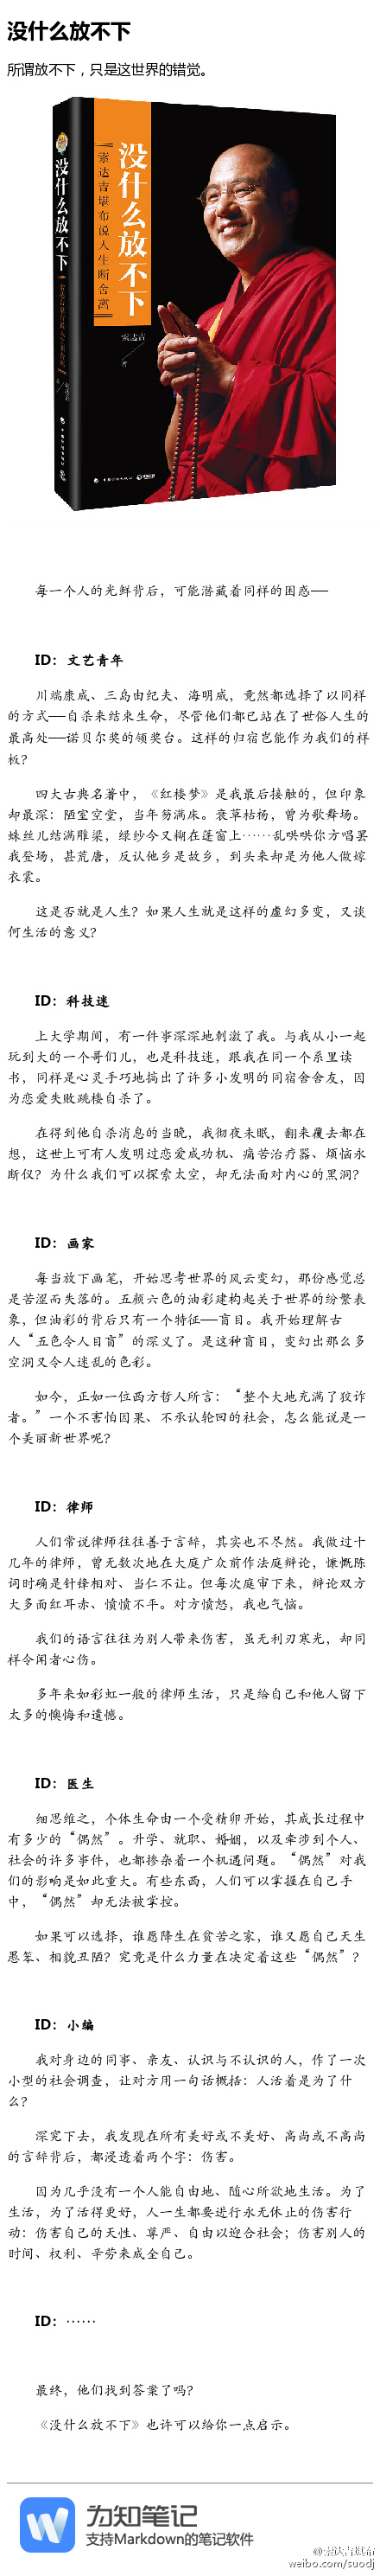 没什么放不下
所谓放不下，只是这世界的错觉。
没什么放不下
索达吉堪布说人生断舍离
没什么放不下
索达吉堪布说人生断舍离
索达吉
著
每一个人的光鲜背后，可能潜藏着同样的困惑——
ID：文艺青年
川端康成、三岛由纪夫、海明威，竟然都选择了以同样
的方式——自杀来结束生命，尽管他们都已站在了世俗人生的
最高处——诺贝尔奖的领奖台。这样的归宿岂能作为我们的样
板？
四大古典名著中，《红楼梦》是我最后接触的，但印象
却最深：陋室空堂，当年笏满床。衰草枯杨，曾为歌舞场。
蛛丝儿结满雕梁，绿纱今又糊在蓬窗上……乱哄哄你方唱罢
我登场，甚荒唐，反认他乡是故乡，到头来却是为他人做嫁
衣裳。
这是否就是人生？如果人生就是这样的虚幻多变，又谈
何生活的意义？
ID：科技迷
上大学期间，有一件事深深地刺激了我。与我从小一起
玩到大的一个哥们儿，也是科技迷，跟我在同一个系里读
书，同样是心灵手巧地搞出了许多小发明的同宿舍舍友，因
为恋爱失败跳楼自杀了。
在得到他自杀消息的当晚，我彻夜未眠，翻来覆去都在
想，这世上可有人发明过恋爱成功机、痛苦治疗器、烦恼永
断仪？为什么我们可以探索太空，却无法面对内心的黑洞？
ID：画家
每当放下画笔，开始思考世界的风云变幻，那份感觉总
是苦涩而失落的。五颜六色的油彩建构起关于世界的纷繁表
象，但油彩的背后只有一个特征——盲目。我开始理解古
人“五色令人目盲”的深义了。是这种盲目，变幻出那么多
空洞又令人迷乱的色彩。
如今，正如一位西方哲人所言：“整个大地充满了狡诈
者。”一个不害怕因果、不承认轮回的社会，怎么能说是一
个美丽新世界呢？
ID：律师
人们常说律师往往善于言辞，其实也不尽然。我做过十
几年的律师，曾无数次地在大庭广众前作法庭辩论，慷慨陈
词时确是针锋相对、当仁不让。但每次庭审下来，辩论双方
大多面红耳赤、愤愤不平。对方愤怒，我也气恼。
我们的语言往往为别人带来伤害，虽无利刃寒光，却同
样令闻者心伤。
多年来如彩虹一般的律师生活，只是给自己和他人留下
太多的懊悔和遗憾。
ID：医生
细思维之，个体生命由一个受精卵开始，其成长过程中
有多少的“偶然”。升学、就职、婚姻，以及牵涉到个人、
社会的许多事件，也都掺杂着一个机遇问题。“偶然”对我
们的影响是如此重大。有些东西，人们可以掌握在自己手
中，“偶然”却无法被掌控。
如果可以选择，谁愿降生在贫苦之家，谁又愿自己天生
愚笨、相貌丑陋？究竟是什么力量在决定着这些“偶然”？
ID：小编
我对身边的同事、亲友、认识与不认识的人，作了一次
小型的社会调查，让对方用一句话概括：人活着是为了什
么？
深究下去，我发现在所有美好或不美好、高尚或不高尚
的言辞背后，都浸透着两个字：伤害。
因为几乎没有一个人能自由地、随心所欲地生活。为了
生活，为了活得更好，人一生都要进行永无休止的伤害行
动：伤害自己的天性、尊严、自由以迎合社会；伤害别人的
时间、权利、辛劳来成全自己。
ID：……
最终，他们找到答案了吗？
《没什么放不下》也许可以给你一点启示。
为知笔记
支持Markdown的笔记软件
@索达吉堪布
weibo.com/suodj